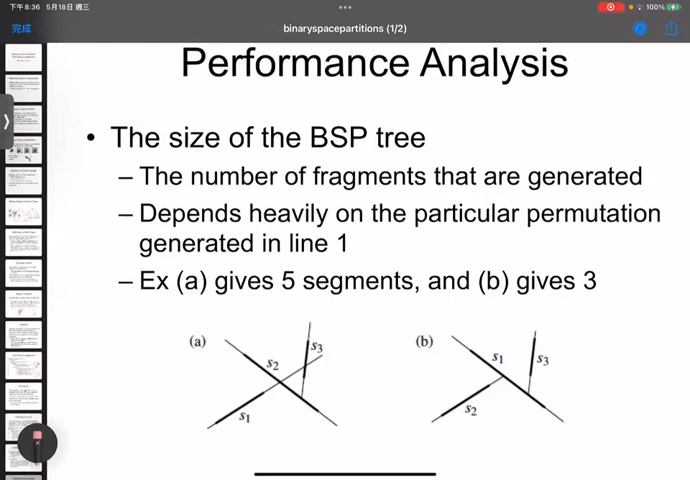 下午8:36 5月18日 週三
100%
完成
binaryspacepartitions (1/2)
Performance Analysis
• The size of the BSP tree
– The number of fragments that are generated
– Depends heavily on the particular permutation
generated in line 1
– Ex (a) gives 5 segments, and (b) gives 3
(a)
s2
s3
s1
(b)
s1
s3
s2